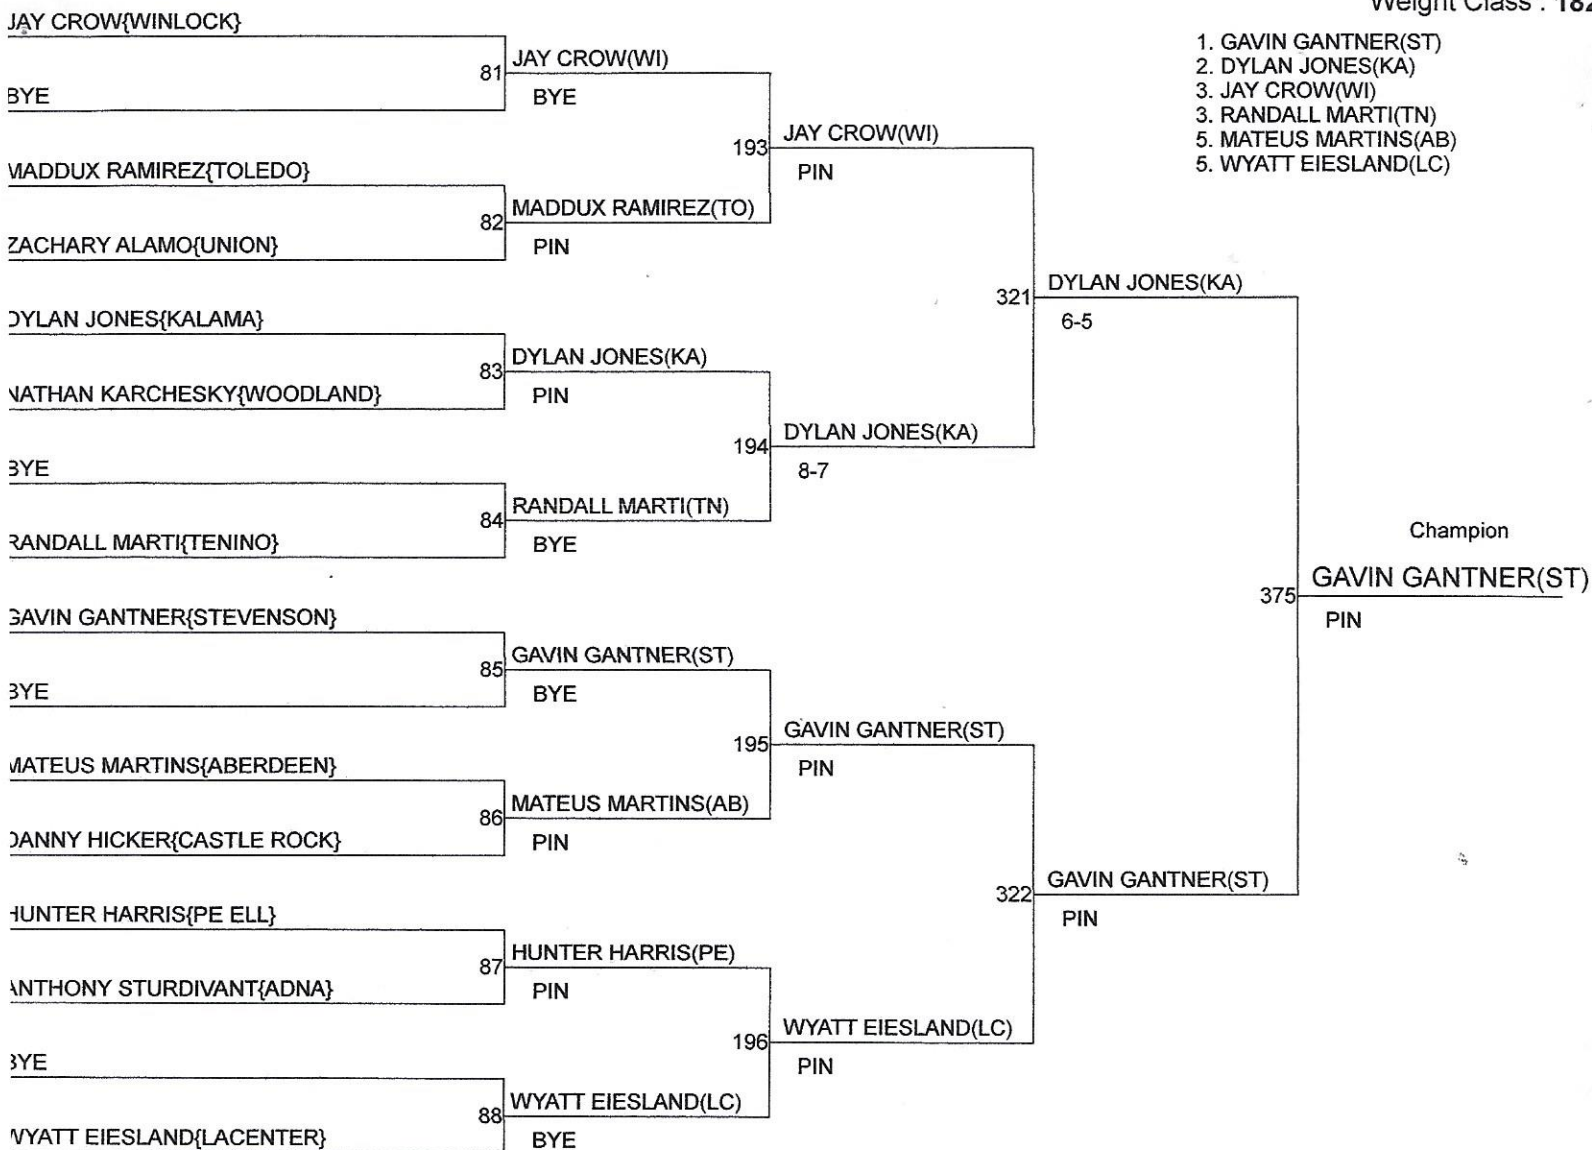 Weight Class : 182
1. GAVIN GANTNER(ST)
2. DYLAN JONES(KA)
3. JAY CROW(WI)
3. RANDALL MARTI(TN)
5. MATEUS MARTINS(AB)
5. WYATT EIESLAND(LC)
JAY CROW{WINLOCK}
81
JAY CROW(WI)
BYE
BYE
193
JAY CROW(WI)
PIN
MADDUX RAMIREZ{TOLEDO}
82
MADDUX RAMIREZ(TO)
PIN
ZACHARY ALAMO{UNION}
321
DYLAN JONES(KA)
6-5
DYLAN JONES{KALAMA}
83
DYLAN JONES(KA)
PIN
NATHAN KARCHESKY{WOODLAND}
194
DYLAN JONES(KA)
8-7
BYE
84
RANDALL MARTI(TN)
BYE
RANDALL MARTI{TENINO}
Champion
375
GAVIN GANTNER(ST)
PIN
GAVIN GANTNER{STEVENSON}
85
GAVIN GANTNER(ST)
BYE
BYE
195
GAVIN GANTNER(ST)
PIN
MATEUS MARTINS{ABERDEEN}
86
MATEUS MARTINS(AB)
PIN
DANNY HICKER{CASTLE ROCK}
322
GAVIN GANTNER(ST)
PIN
HUNTER HARRIS{PE ELL}
87
HUNTER HARRIS(PE)
PIN
ANTHONY STURDIVANT{ADNA}
196
WYATT EIESLAND(LC)
PIN
BYE
88
WYATT EIESLAND(LC)
BYE
WYATT EIESLAND{LACENTER}